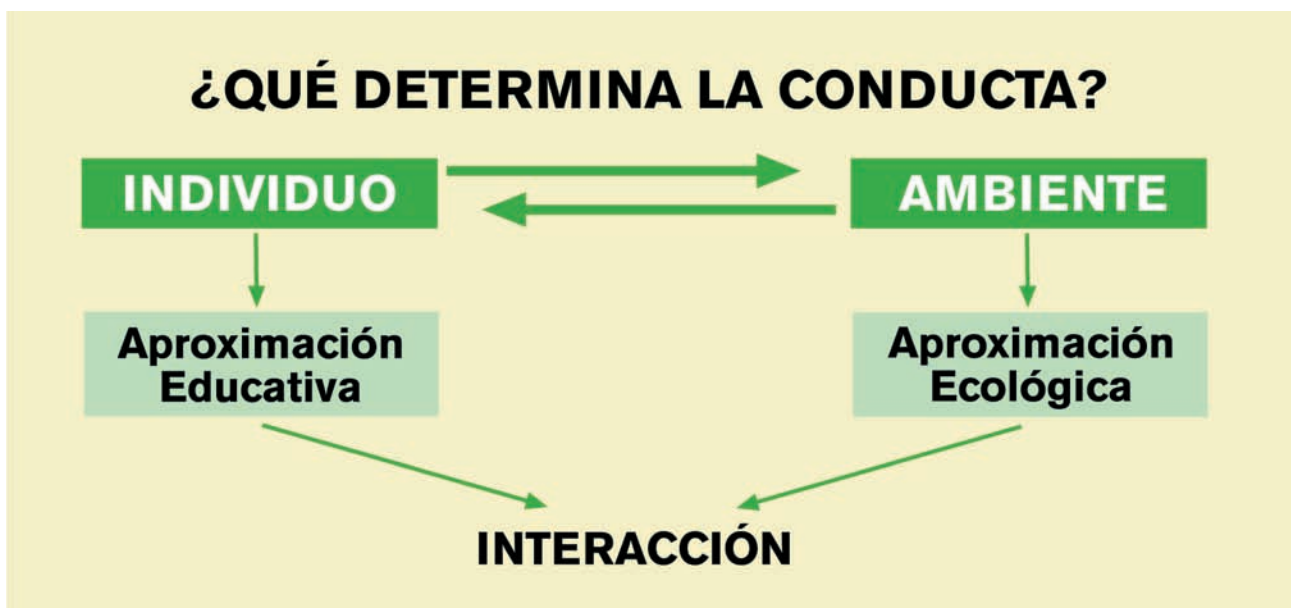 ¿QUÉ DETERMINA LA CONDUCTA?
INDIVIDUO
AMBIENTE
Aproximación
Educativa
Aproximación
Ecológica
INTERACCIÓN